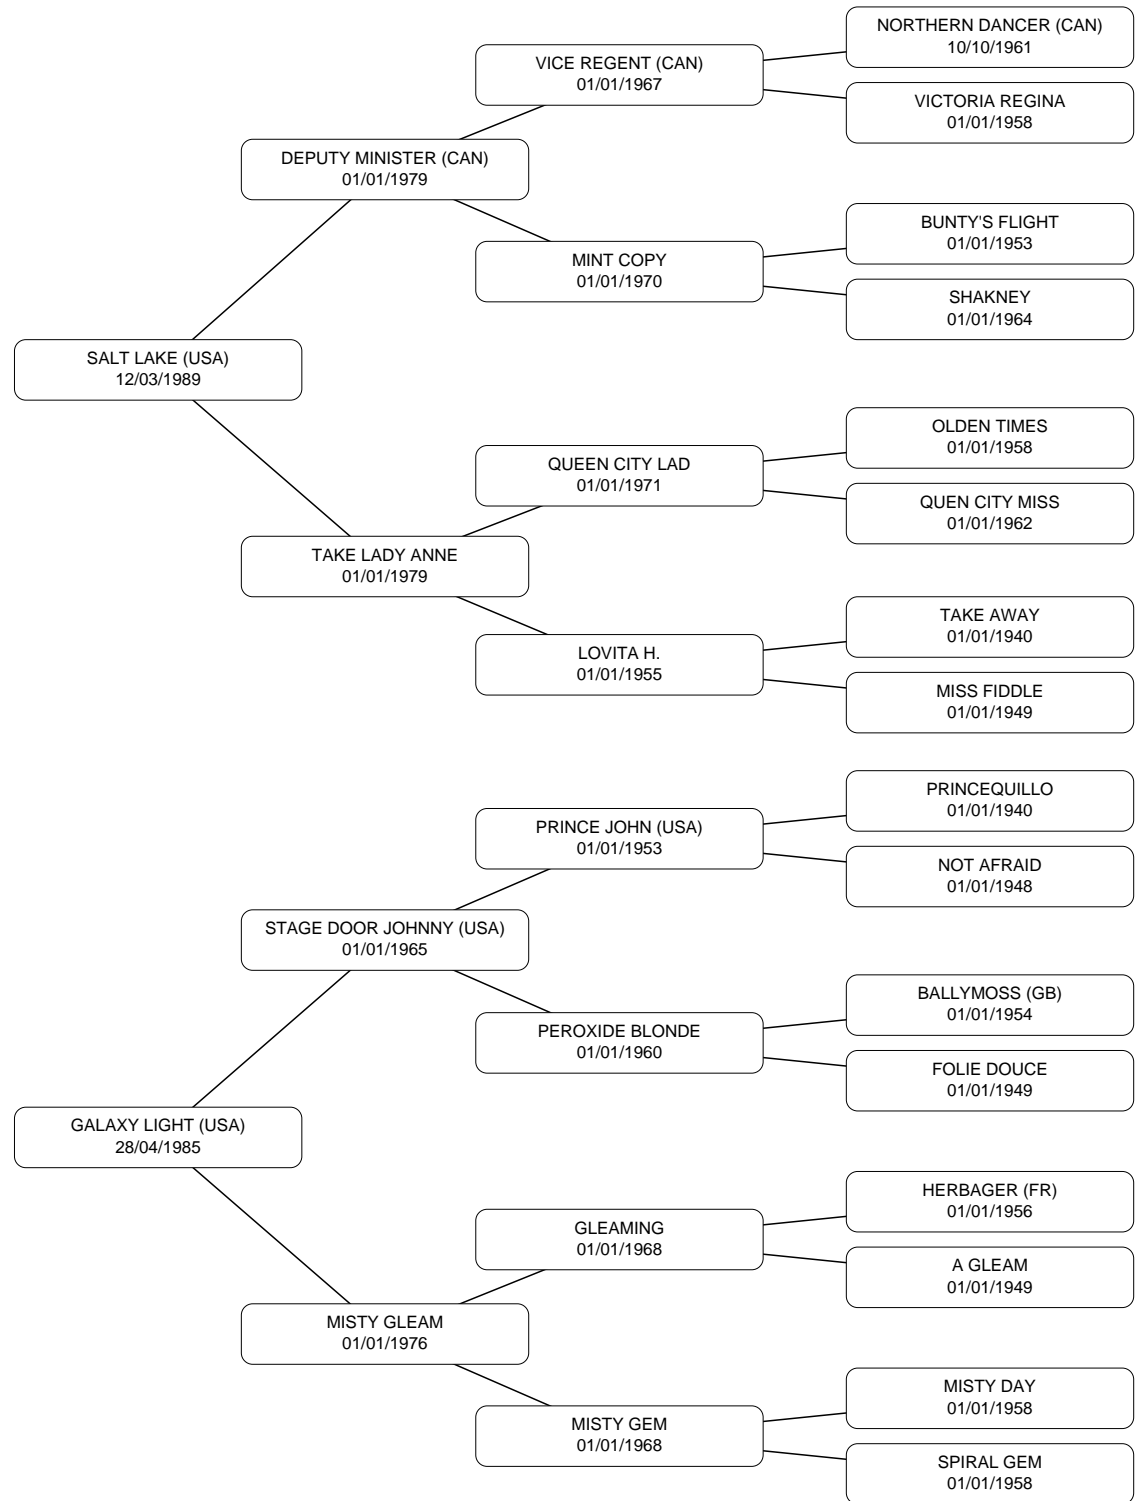 NORTHERN DANCER (CAN)
10/10/1961
VICE REGENT (CAN)
01/01/1967
VICTORIA REGINA
01/01/1958
DEPUTY MINISTER (CAN)
01/01/1979
BUNTY'S FLIGHT
01/01/1953
MINT COPY
01/01/1970
SHAKNEY
01/01/1964
SALT LAKE (USA)
12/03/1989
OLDEN TIMES
01/01/1958
QUEEN CITY LAD
01/01/1971
QUEN CITY MISS
01/01/1962
TAKE LADY ANNE
01/01/1979
TAKE AWAY
01/01/1940
LOVITA H.
01/01/1955
MISS FIDDLE
01/01/1949
PRINCEQUILLO
01/01/1940
PRINCE JOHN (USA)
01/01/1953
NOT AFRAID
01/01/1948
STAGE DOOR JOHNNY (USA)
01/01/1965
BALLYMOSS (GB)
01/01/1954
PEROXIDE BLONDE
01/01/1960
FOLIE DOUCE
01/01/1949
GALAXY LIGHT (USA)
28/04/1985
HERBAGER (FR)
01/01/1956
GLEAMING
01/01/1968
A GLEAM
01/01/1949
MISTY GLEAM
01/01/1976
MISTY DAY
01/01/1958
MISTY GEM
01/01/1968
SPIRAL GEM
01/01/1958